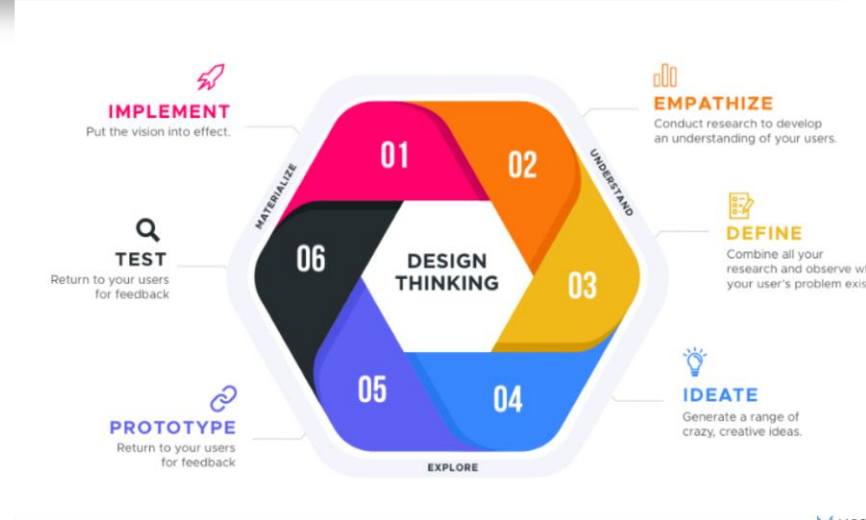 IMPLEMENT
Put the vision into effect.
TEST
Return to your users
for feedback
PROTOTYPE
Return to your users
for feedback
MATERIALIZE
01
02
03
04
05
06
DESIGN
THINKING
UNDERSTAND
EXPLORE
EMPATHIZE
Conduct research to develop
an understanding of your users.
DEFINE
Combine all your
research and observe
your user's problem
IDEATE
Generate a range of
crazy, creative ideas.